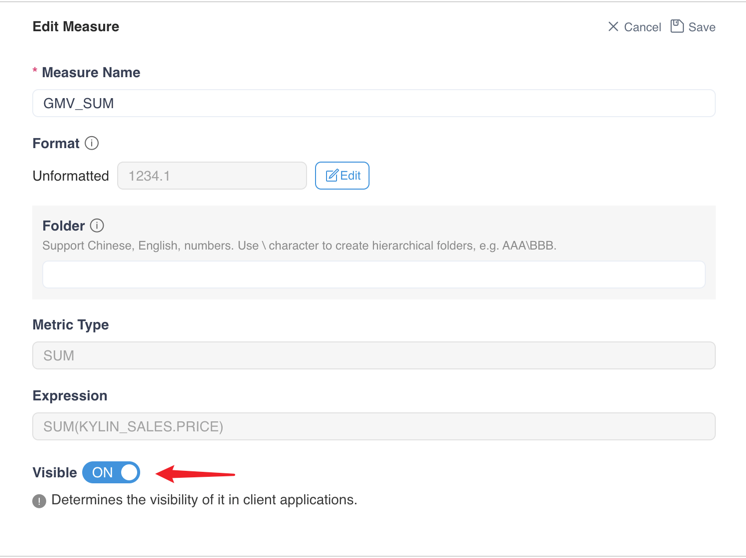 Edit Measure
Cancel Save
* Measure Name
GMV_SUM
Format
Unforma​tted 1234.1 Edit
Folder
Support Chinese, English, numbers. Use \ character to create hierarchical folders, e.g. AAA\BBB.
Metric Type
SUM
Expression
SUM(KYLIN_SALES.PRICE)
Visible ON
Determines the visibility of it in client applications.